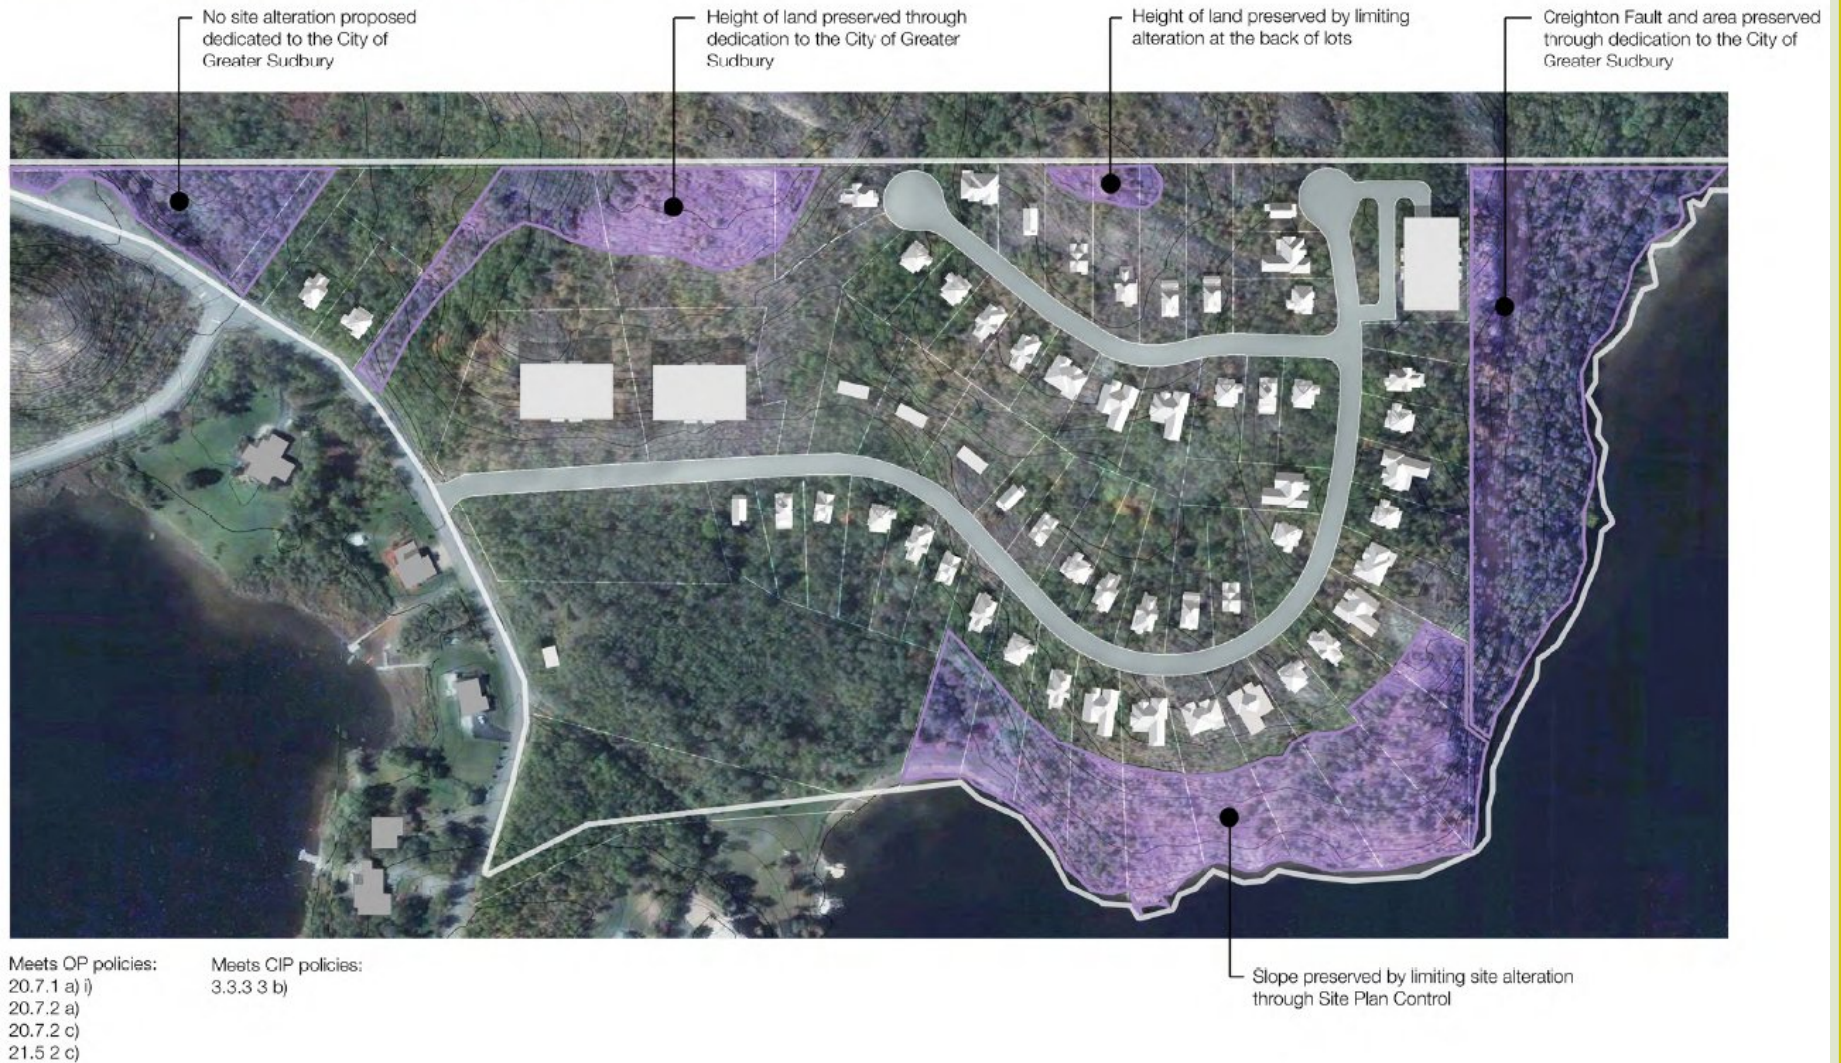 No site alteration proposed
dedicated to the City of
Greater Sudbury
Height of land preserved through
dedication to the City of Greater
Sudbury
Height of land preserved by limiting
alteration at the back of lots
Creighton Fault and area preserved
through dedication to the City of
Greater Sudbury
Slope preserved by limiting site alteration
through Site Plan Control
Meets OP policies:
20.7.1 a) i)
20.7.2 a)
20.7.2 c)
21.5 2 c)
Meets CIP policies:
3.3.3 3 b)